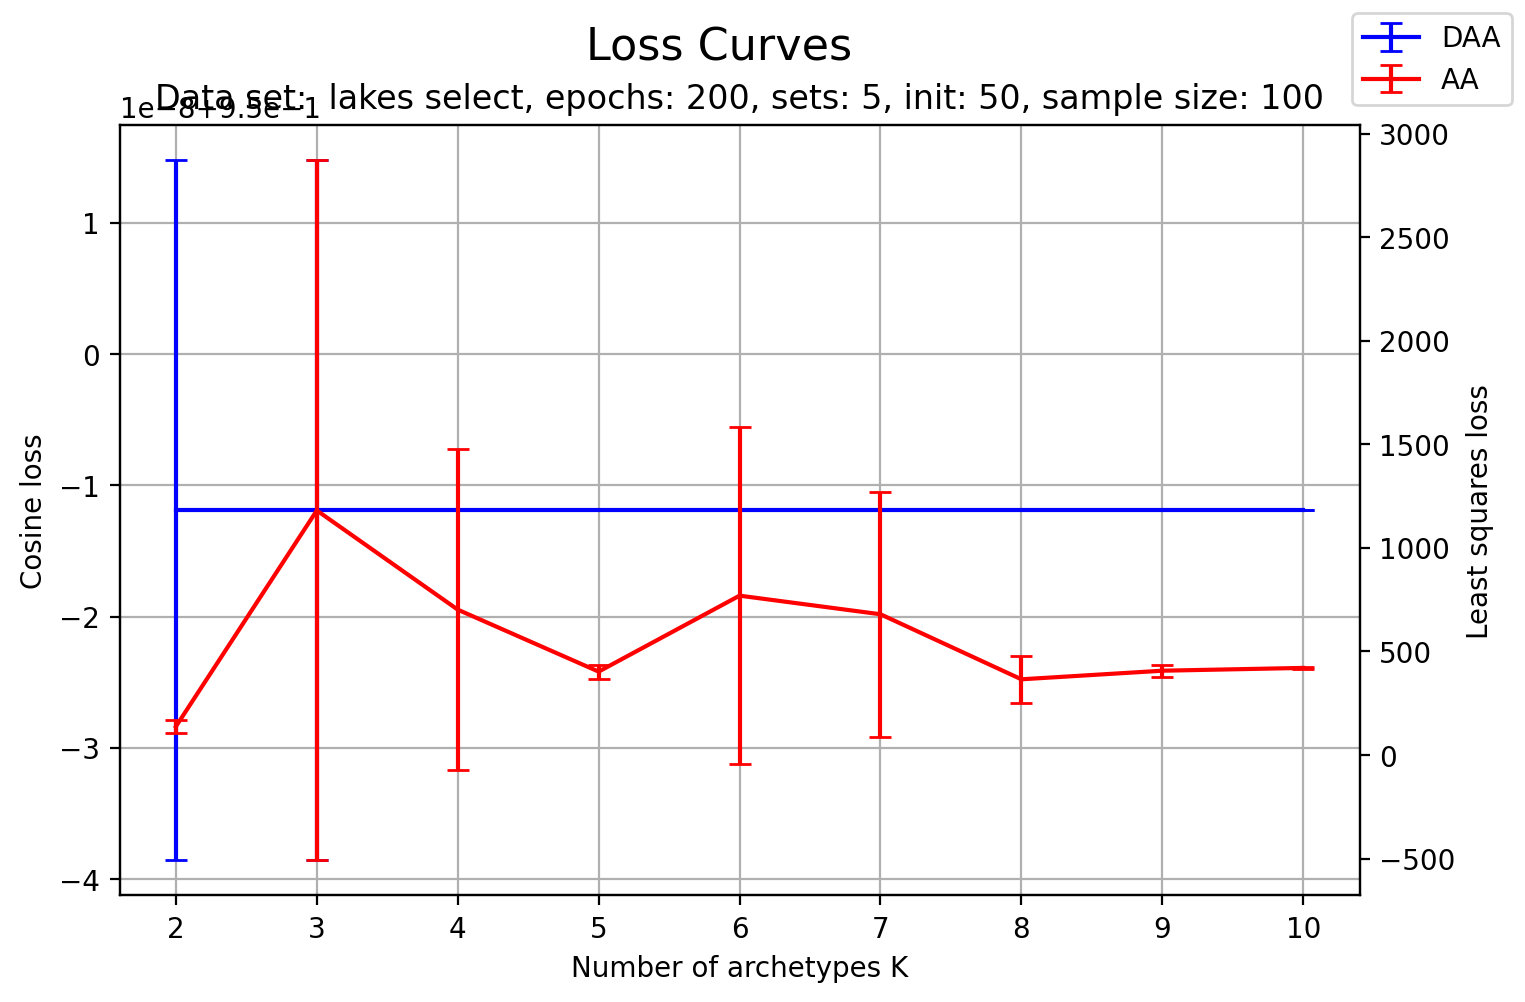 Loss Curves
DAA
AA
Data set: lakes select, epochs: 200, sets: 5, init: 50, sample size: 100
1e−8+9.5e−1
1
0
−1
−2
−3
−4
Cosine loss
3000
2500
2000
1500
1000
500
0
−500
Least squares loss
2 3 4 5 6 7 8 9 10
Number of archetypes K